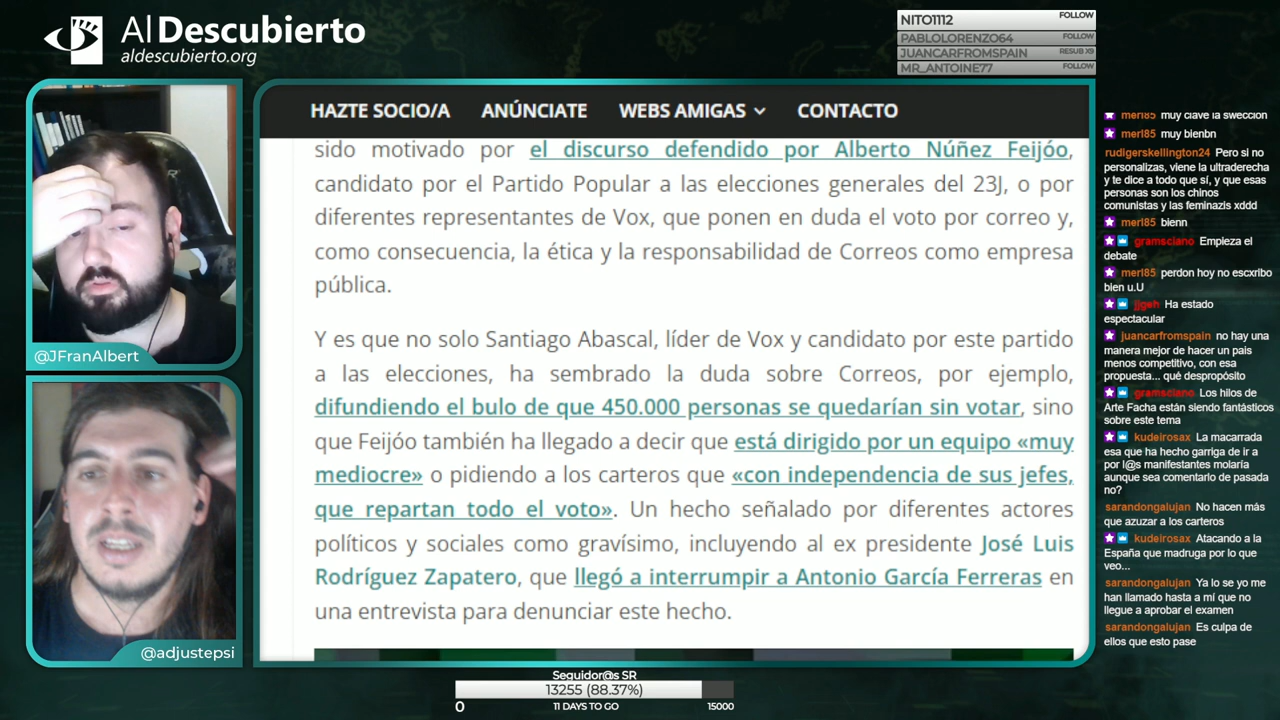 Al Descubierto
aldescubierto.org
NITO1112 FOLLOW
PABLOLORENZO64 FOLLOW
JUANCARFROMSPAIN RESUB X9
MR_ANTOINE77 FOLLOW
HAZTE SOCIO/A ANÚNCIATE WEBS AMIGAS CONTACTO
sido motivado por el discurso defendido por Alberto Núñez Feijóo,
candidato por el Partido Popular a las elecciones generales del 23J, o por
diferentes representantes de Vox, que ponen en duda el voto por correo y,
como consecuencia, la ética y la responsabilidad de Correos como empresa
pública.
Y es que no solo Santiago Abascal, líder de Vox y candidato por este partido
a las elecciones, ha sembrado la duda sobre Correos, por ejemplo,
difundiendo el bulo de que 450.000 personas se quedarían sin votar, sino
que Feijóo también ha llegado a decir que está dirigido por un equipo «muy
mediocre» o pidiendo a los carteros que «con independencia de sus jefes,
que repartan todo el voto». Un hecho señalado por diferentes actores
políticos y sociales como gravísimo, incluyendo al ex presidente José Luis
Rodríguez Zapatero, que llegó a interrumpir a Antonio García Ferreras en
una entrevista para denunciar este hecho.
@JFranAlbert
@adjustepsi
merl85 muy clave la sweccion
merl85 muy bienbn
rudigerskellington24 Pero si no
personalizas, viene la ultraderecha
y te dice a todo que sí, y que esas
personas son los chinos
comunistas y las feminazis xddd
merl85 bienn
gramsciano Empieza el
debate
merl85 perdon hoy no escxribo
bien u.U
jjgeh Ha estado
espectacular
juancarfromspain no hay una
manera mejor de hacer un pais
menos competitivo, con esa
propuesta... qué despropósito
gramsciano Los hilos de
Arte Facha están siendo fantásticos
sobre este tema
kudeirosax La macarrada
esa que ha hecho garriga de ir a
por l@s manifestantes molaría
aunque sea comentarlo de pasada
no?
sarandongalujan No hacen más
que azuzar a los carteros
kudeirosax Atacando a la
España que madruga por lo que
veo...
sarandongalujan Ya lo se yo me
han llamado hasta a mí que no
llegue a aprobar el examen
sarandongalujan Es culpa de
ellos que esto pase
Seguidor@s SR
13255 (88.37%)
0 11 DAYS TO GO 15000